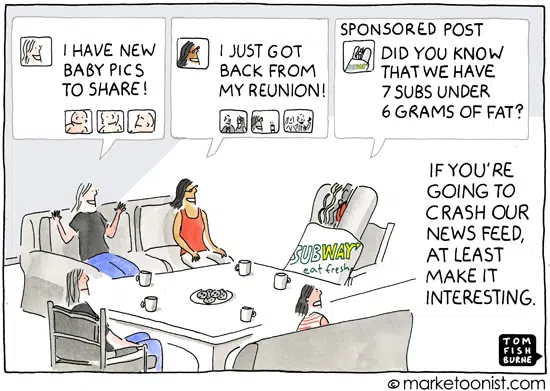 I HAVE NEW
BABY PICS
TO SHARE!
I JUST GOT
BACK FROM
MY REUNION!
SPONSORED POST
DID YOU KNOW
THAT WE HAVE
7 SUBS UNDER
6 GRAMS OF FAT?
SUBWAY
eat fresh
IF YOU'RE
GOING TO
CRASH OUR
NEWS FEED,
AT LEAST
MAKE IT
INTERESTING.
TOM
FISH
BURNE
© marketoonist.com